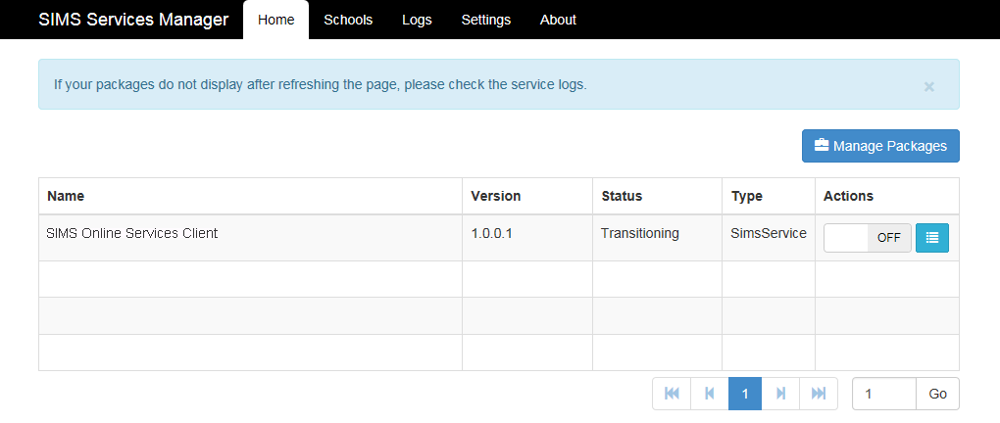 SIMS Services Manager Home Schools Logs Settings About
If your packages do not display after refreshing the page, please check the service logs. ×
Manage Packages
Name Version Status Type Actions
SIMS Online Services Client 1.0.0.1 Transitioning SimsService OFF
1 1 Go